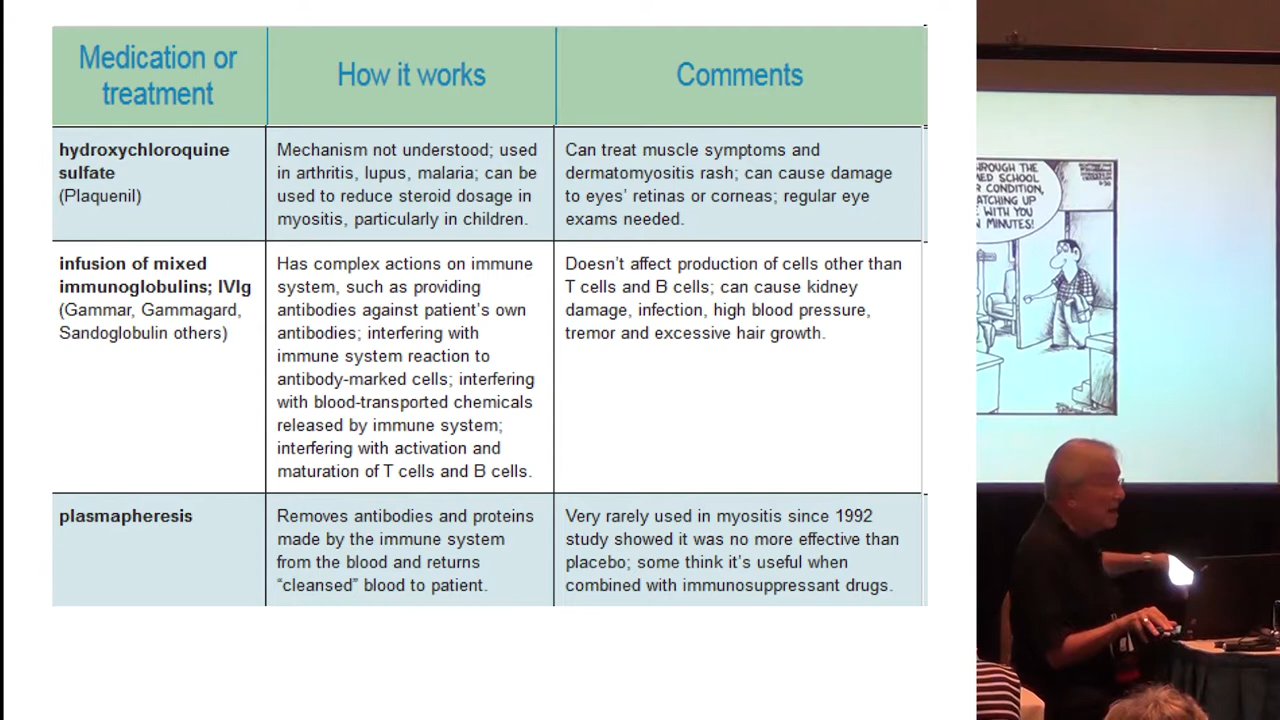 Medication or
treatment
How it works
Comments
hydroxychloroquine
sulfate
(Plaquenil)
Mechanism not understood; used
in arthritis, lupus, malaria; can be
used to reduce steroid dosage in
myositis, particularly in children.
Can treat muscle symptoms and
dermatomyositis rash; can cause damage
to eyes’ retinas or corneas; regular eye
exams needed.
infusion of mixed
immunoglobulins; IVIg
(Gammar, Gammagard,
Sandoglobulin others)
Has complex actions on immune
system, such as providing
antibodies against patient’s own
antibodies; interfering with
immune system reaction to
antibody-marked cells; interfering
with blood-transported chemicals
released by immune system;
interfering with activation and
maturation of T cells and B cells.
Doesn’t affect production of cells other than
T cells and B cells; can cause kidney
damage, infection, high blood pressure,
tremor and excessive hair growth.
plasmapheresis
Removes antibodies and proteins
made by the immune system
from the blood and returns
“cleansed” blood to patient.
Very rarely used in myositis since 1992
study showed it was no more effective than
placebo; some think it’s useful when
combined with immunosuppressant drugs.
THE
SCHOOL
CONDITION,
UP
WITH YOU
MINUTES!